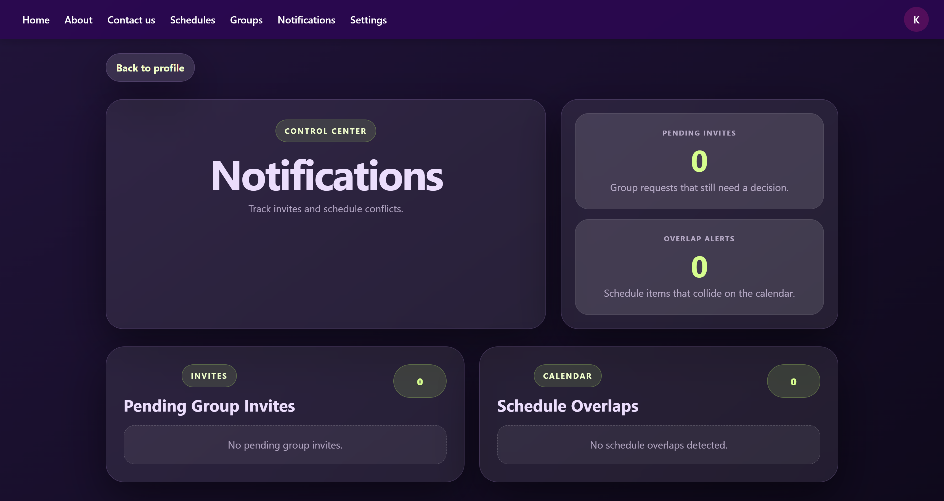 Home About Contact us Schedules Groups Notifications Settings K
Back to profile
CONTROL CENTER
Notifications
Track invites and schedule conflicts.
PENDING INVITES
0
Group requests that still need a decision.
OVERLAP ALERTS
0
Schedule items that collide on the calendar.
INVITES
0
Pending Group Invites
No pending group invites.
CALENDAR
0
Schedule Overlaps
No schedule overlaps detected.